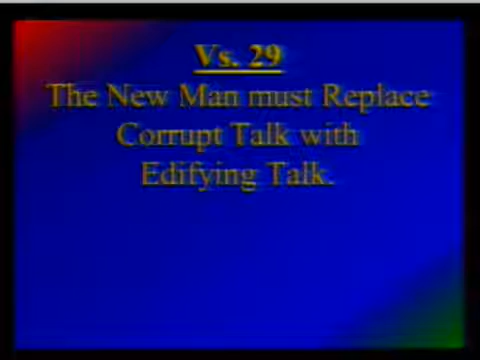 Vs. 29
The New Man must Replace
Corrupt Talk with
Edifying Talk.